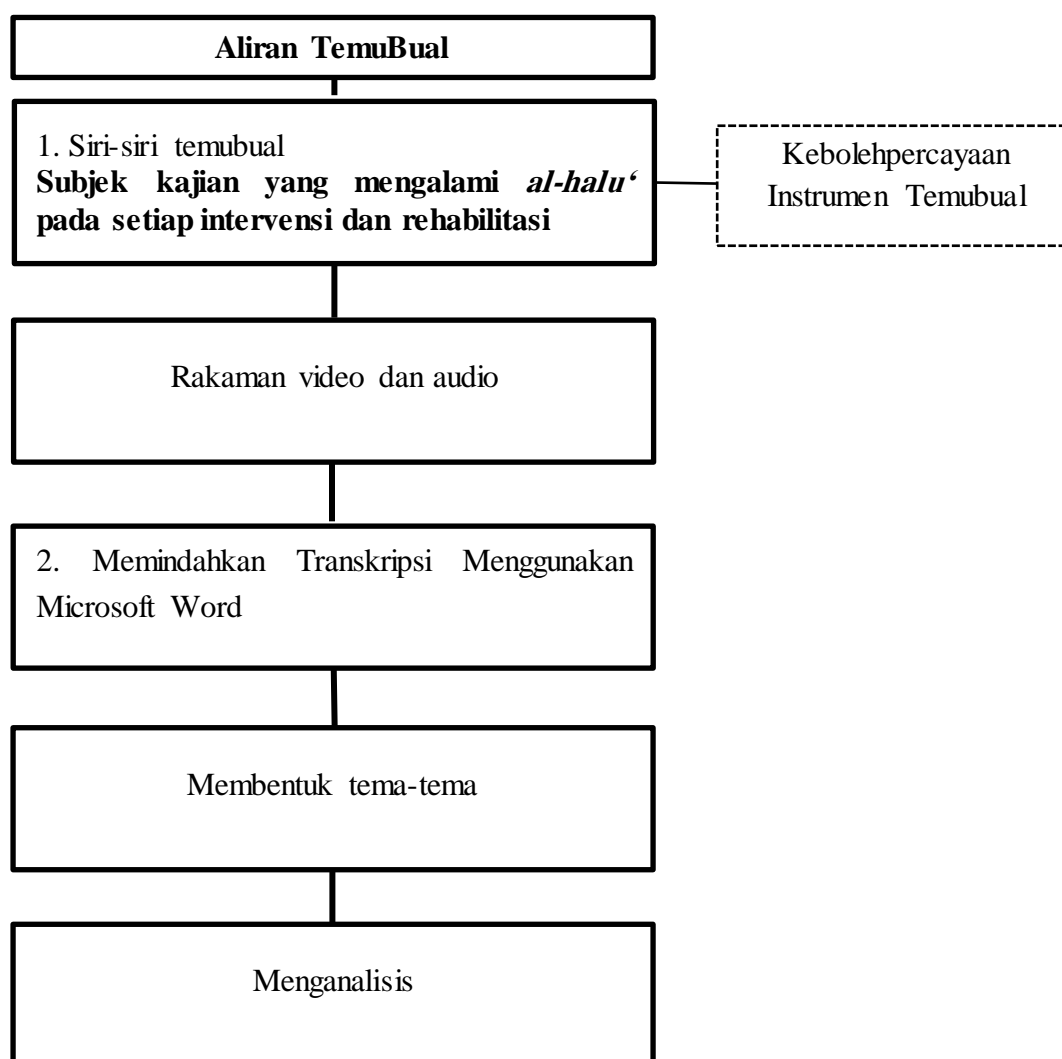 Aliran TemuBual
1. Siri-siri temubual
Subjek kajian yang mengalami al-halu‘
pada setiap intervensi dan rehabilitasi
Kebolehpercayaan
Instrumen Temubual
Rakaman video dan audio
2. Memindahkan Transkripsi Menggunakan
Microsoft Word
Membentuk tema-tema
Menganalisis